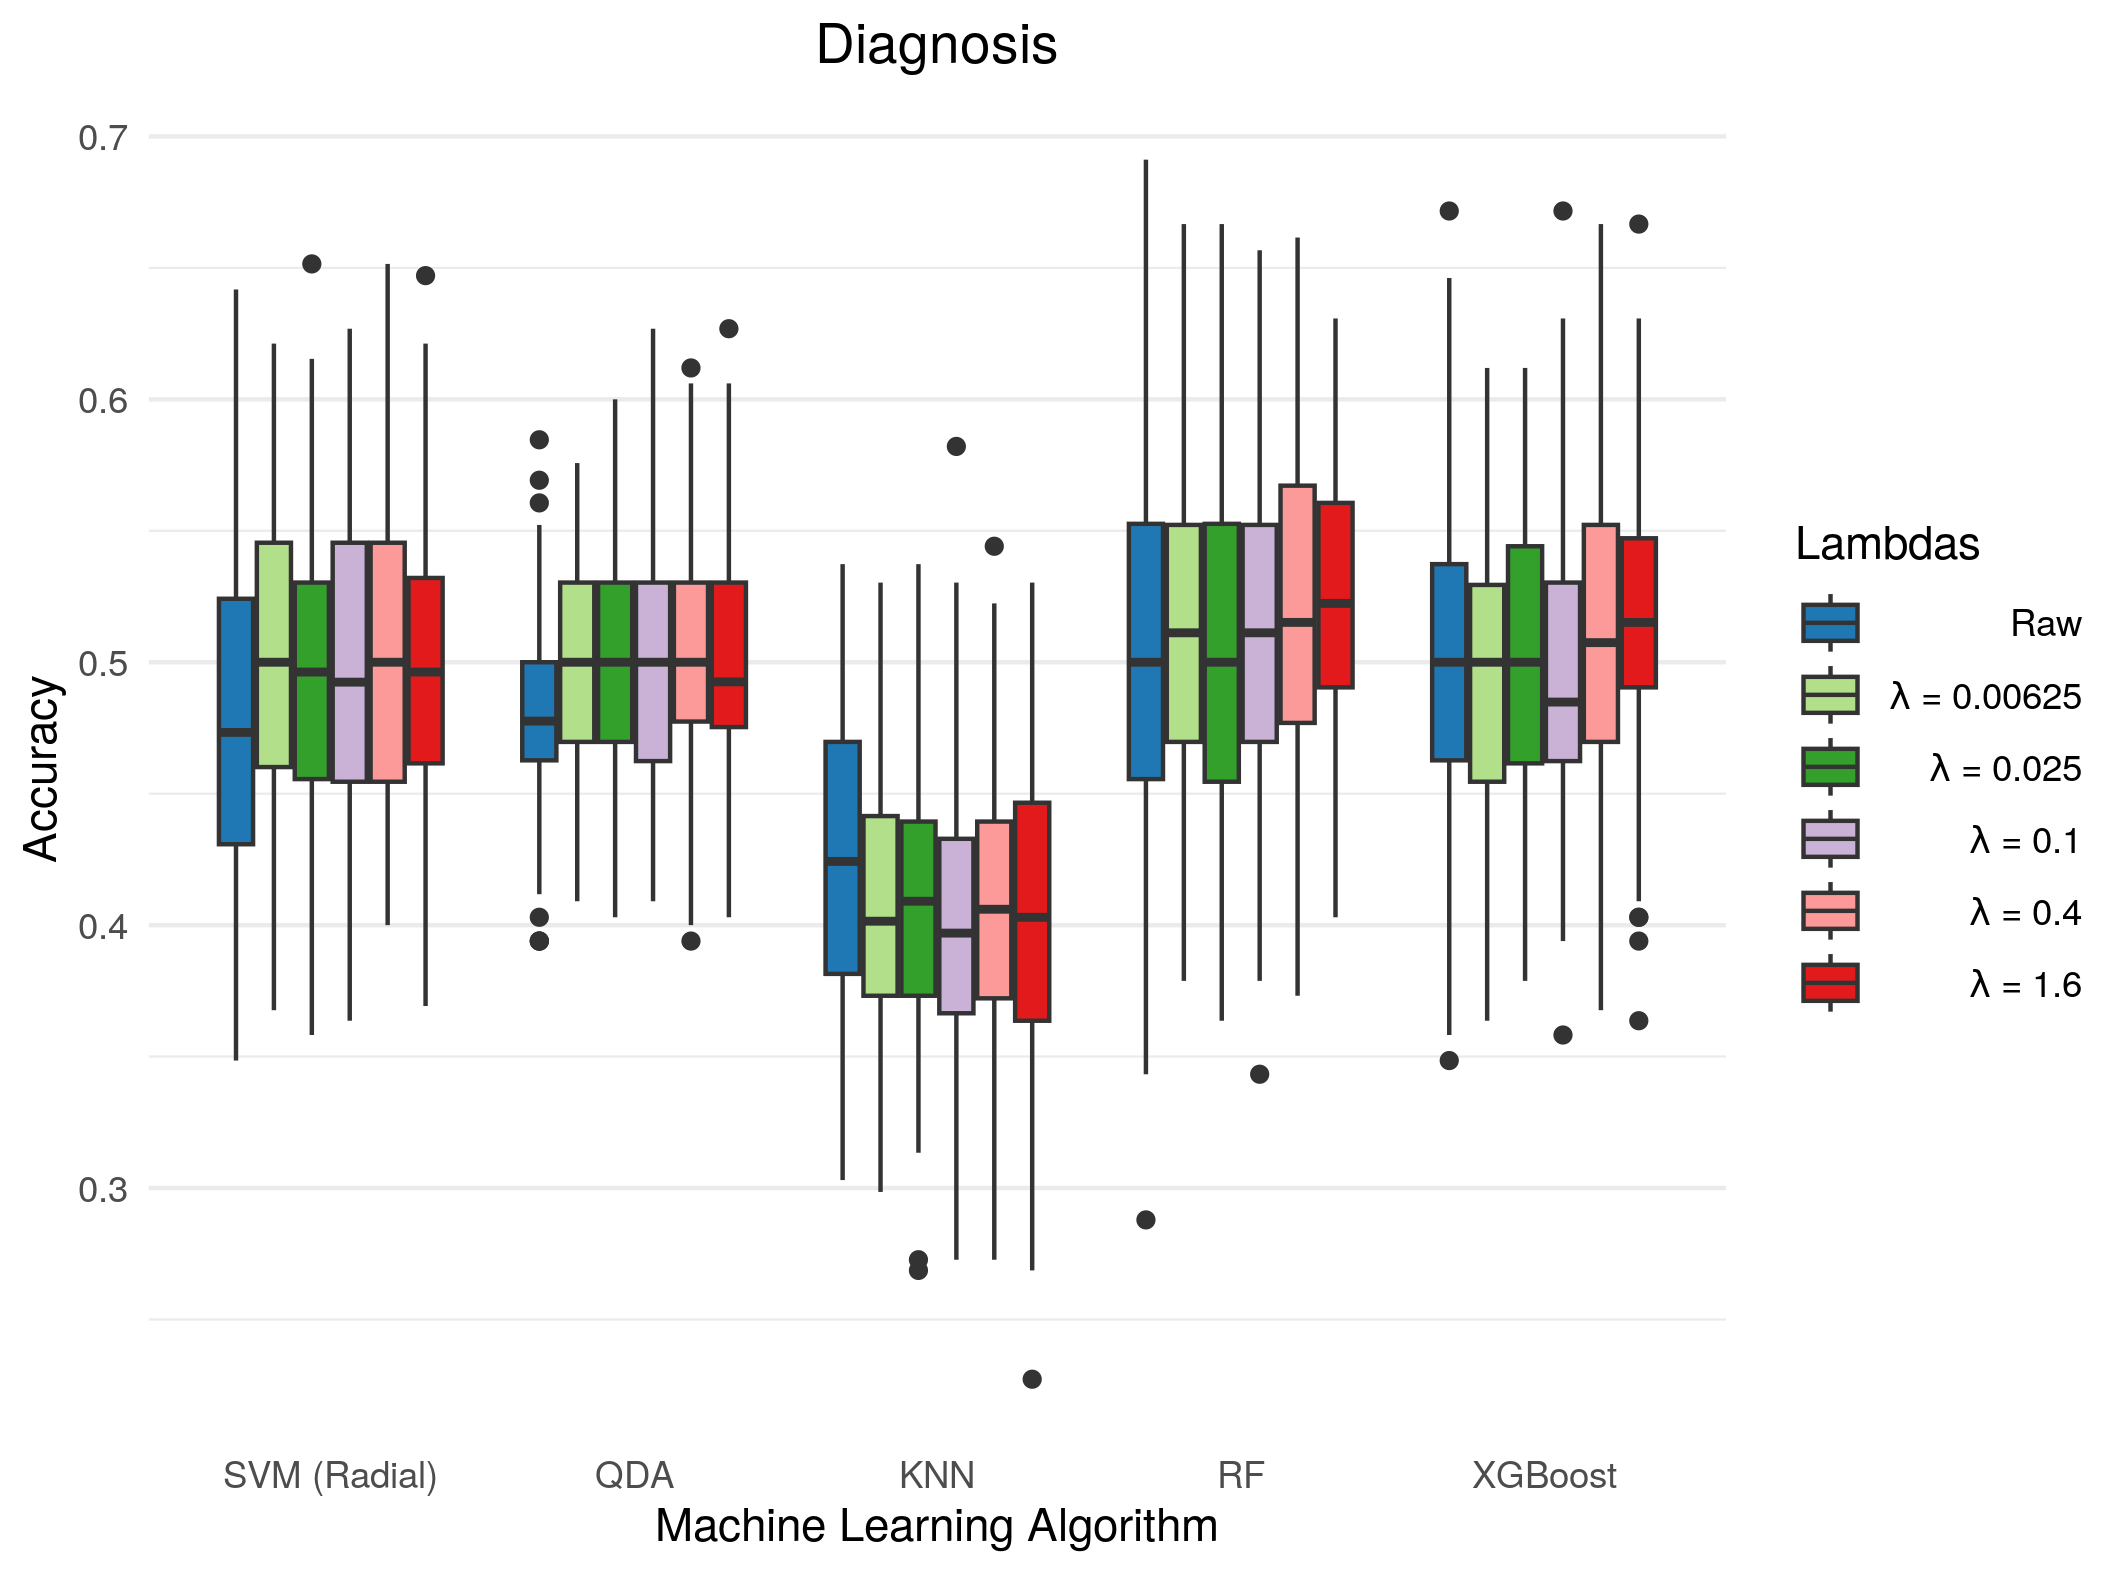 Diagnosis
0.7
0.6
0.5
0.4
0.3
Accuracy
SVM (Radial)
QDA
KNN
RF
XGBoost
Machine Learning Algorithm
Lambdas
Raw
λ = 0.00625
λ = 0.025
λ = 0.1
λ = 0.4
λ = 1.6